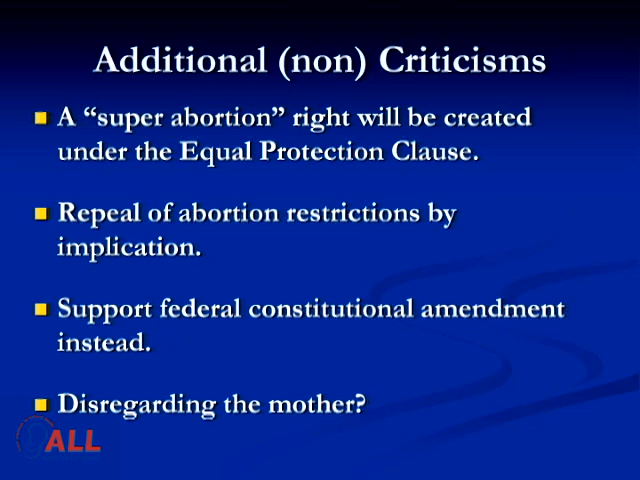 Additional (non) Criticisms
A “super abortion” right will be created
under the Equal Protection Clause.
Repeal of abortion restrictions by
implication.
Support federal constitutional amendment
instead.
Disregarding the mother?
ALL